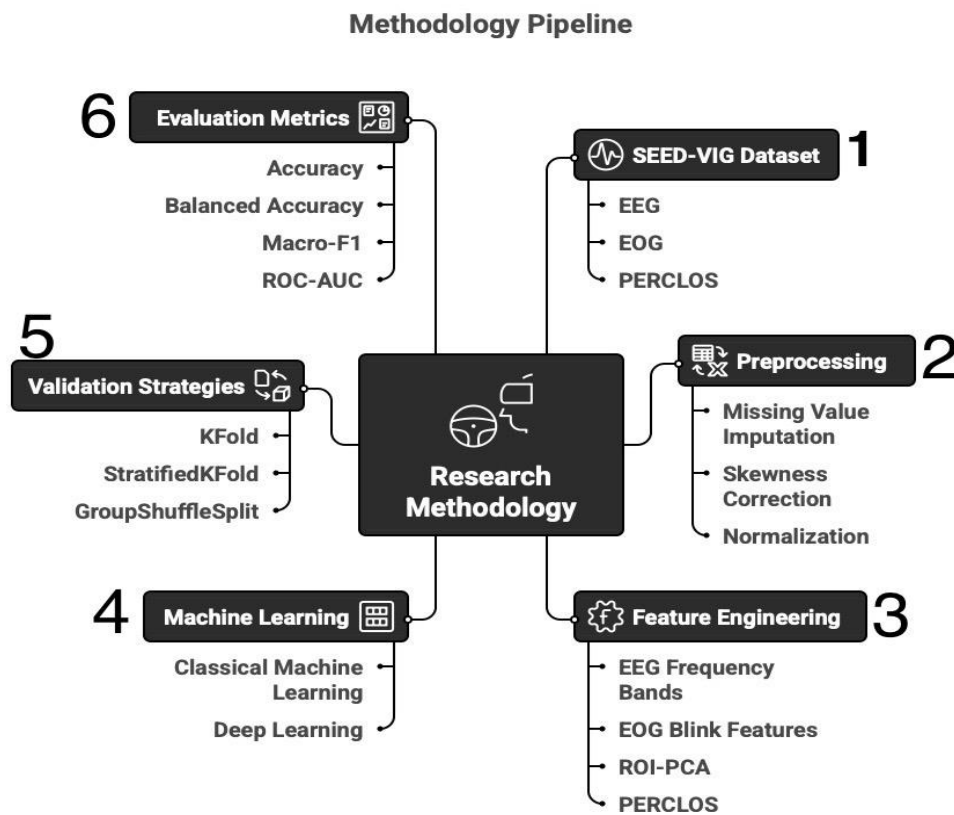 Methodology Pipeline
1
SEED-VIG Dataset
EEG
EOG
PERCLOS
2
Preprocessing
Missing Value
Imputation
Skewness
Correction
Normalization
3
Feature Engineering
EEG Frequency
Bands
EOG Blink Features
ROI-PCA
PERCLOS
4
Machine Learning
Classical Machine
Learning
Deep Learning
5
Validation Strategies
KFold
StratifiedKFold
GroupShuffleSplit
6
Evaluation Metrics
Accuracy
Balanced Accuracy
Macro-F1
ROC-AUC
Research
Methodology